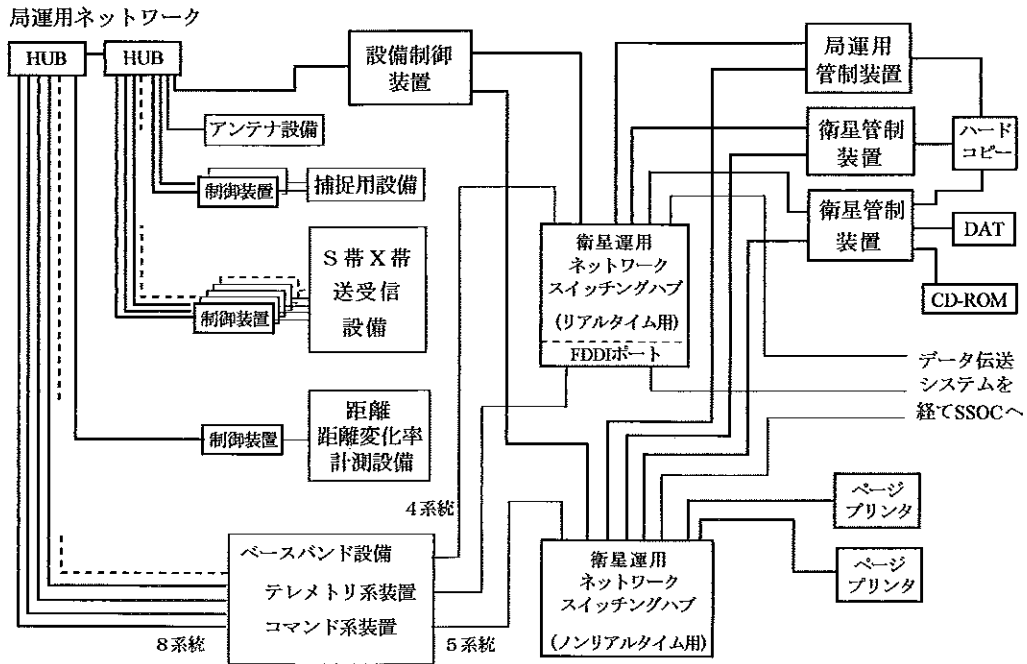 局運用ネットワーク
HUB
HUB
設備制御
装置
局運用
管制装置
アンテナ設備
衛星管制
装置
ハード
コピー
制御装置
捕捉用設備
衛星管制
装置
DAT
CD-ROM
S帯X帯
送受信
設備
制御装置
衛星運用
ネットワーク
スイッチングハブ
(リアルタイム用)
FDDIポート
データ伝送
システムを
経てSSOCへ
距離
距離変化率
計測設備
制御装置
4系統
ページ
プリンタ
ページ
プリンタ
ベースバンド設備
テレメトリ系装置
コマンド系装置
8系統
5系統
衛星運用
ネットワーク
スイッチングハブ
(ノンリアルタイム用)